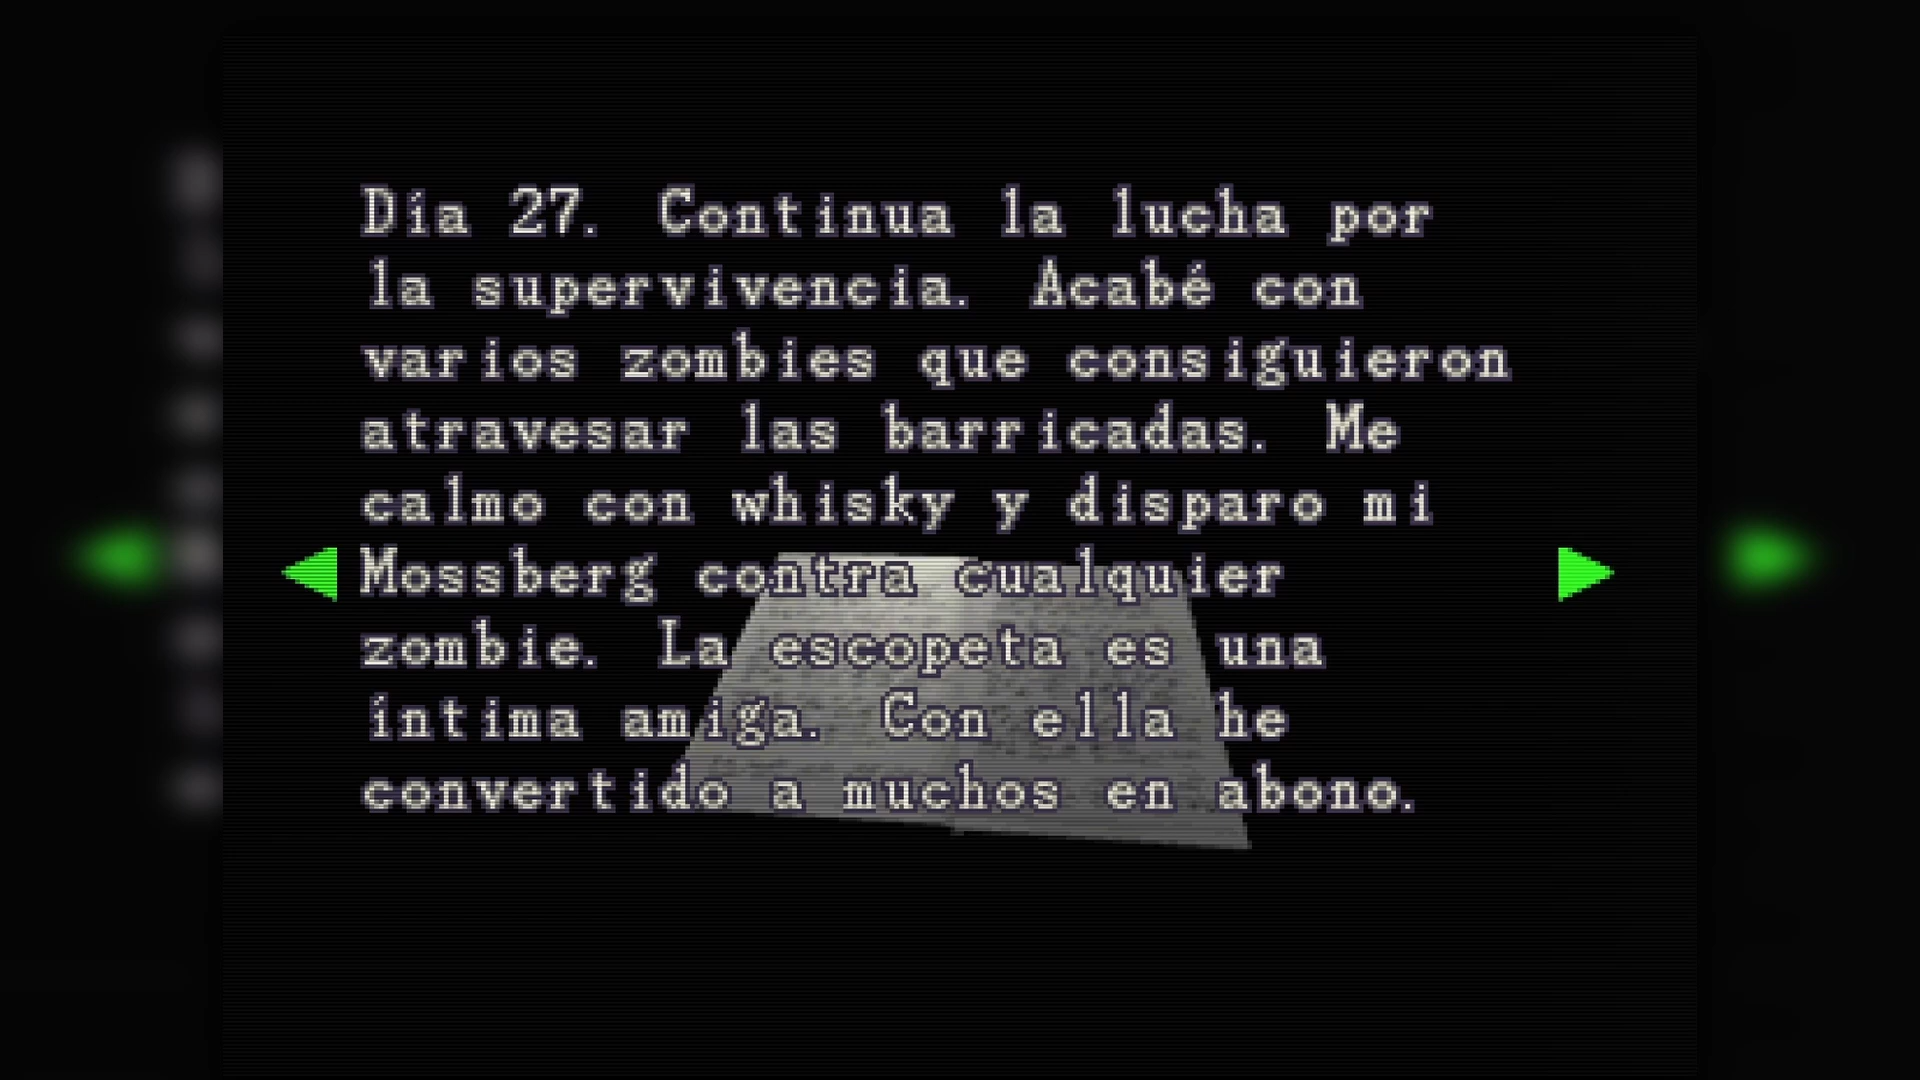 Día 27. Continua la lucha por
la supervivencia. Acabé con
varios zombies que consiguieron
atravesar las barricadas. Me
calmo con whisky y disparo mi
Mossberg contra cualquier
zombie. La escopeta es una
íntima amiga. Con ella he
convertido a muchos en abono.